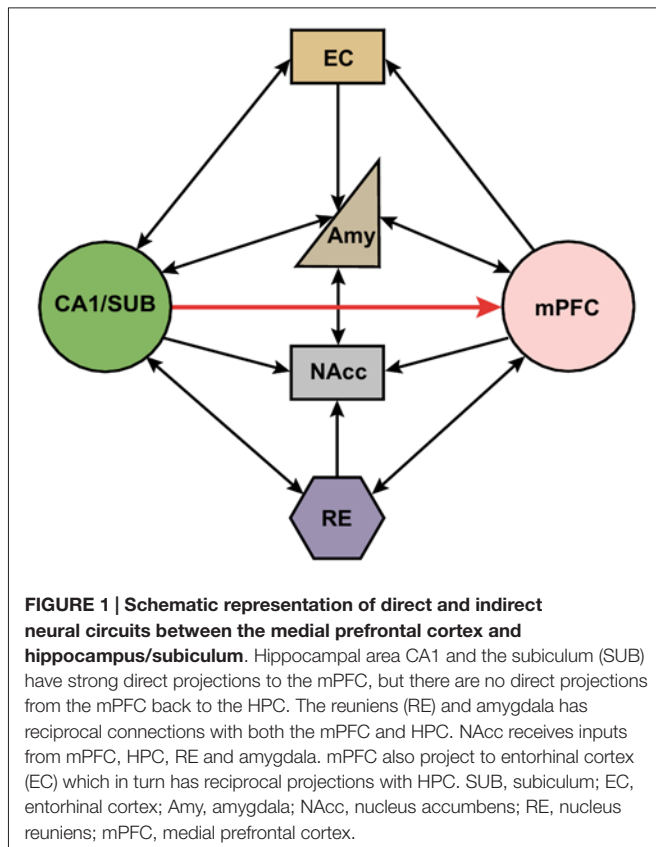 EC
Amy
CA1/SUB
mPFC
NAcc
RE
FIGURE 1 | Schematic representation of direct and indirect
neural circuits between the medial prefrontal cortex and
hippocampus/subiculum. Hippocampal area CA1 and the subiculum (SUB)
have strong direct projections to the mPFC, but there are no direct projections
from the mPFC back to the HPC. The reuniens (RE) and amygdala has
reciprocal connections with both the mPFC and HPC. NAcc receives inputs
from mPFC, HPC, RE and amygdala. mPFC also project to entorhinal cortex
(EC) which in turn has reciprocal projections with HPC. SUB, subiculum; EC,
entorhinal cortex; Amy, amygdala; NAcc, nucleus accumbens; RE, nucleus
reuniens; mPFC, medial prefrontal cortex.